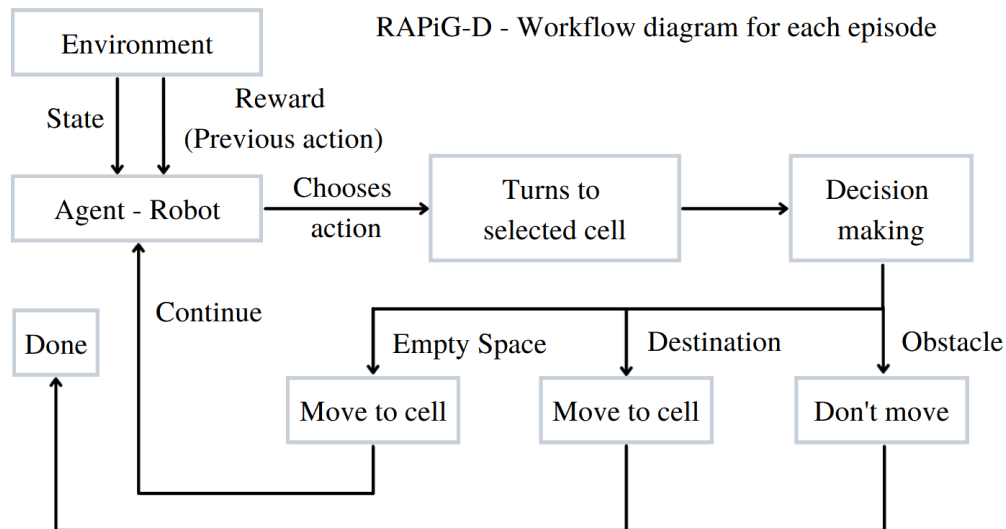 RAPiG-D - Workflow diagram for each episode
Environment
State
Reward
(Previous action)
Agent - Robot
Chooses
action
Turns to
selected cell
Decision
making
Continue
Done
Empty Space
Destination
Obstacle
Move to cell
Move to cell
Don't move